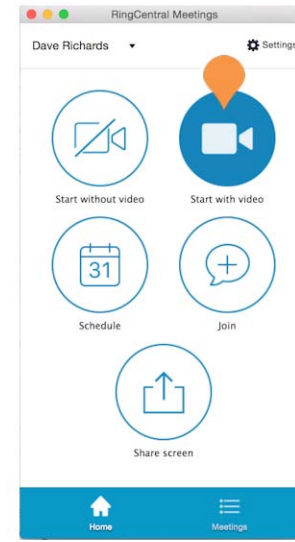 RingCentral Meetings
Dave Richards
Settings
Start without video
Start with video
31
Schedule
Join
Share screen
Home
Meetings